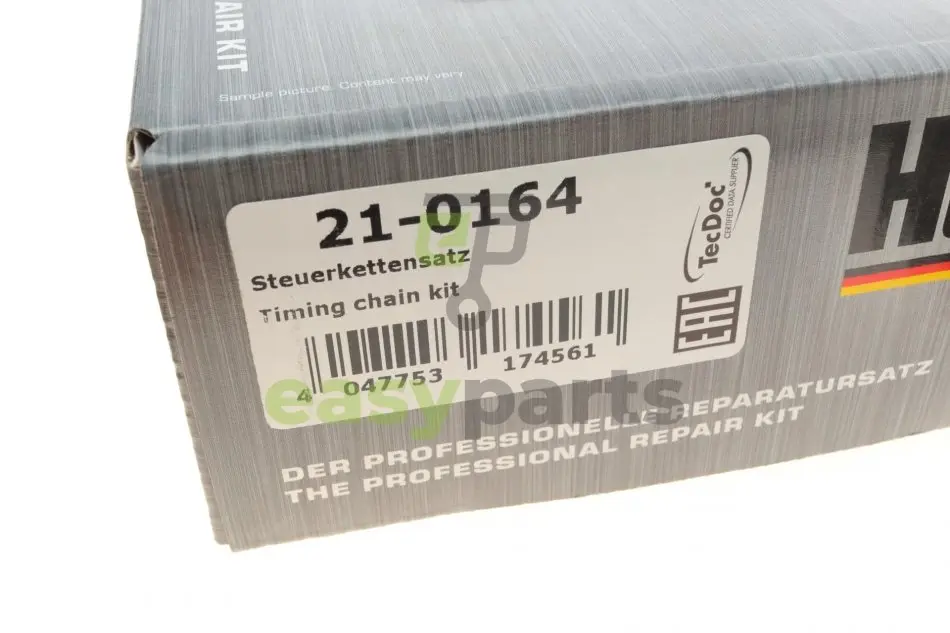 AIR KIT
Sample picture. Content may very
21-0164
Steuerkettensatz
Timing chain kit
4 047753 174561
TecDoc
CERTIFIED DATA SUPPLIER
EAC
H
easyparts
DER PROFESSIONELLE REPARATURSATZ
THE PROFESSIONAL REPAIR KIT